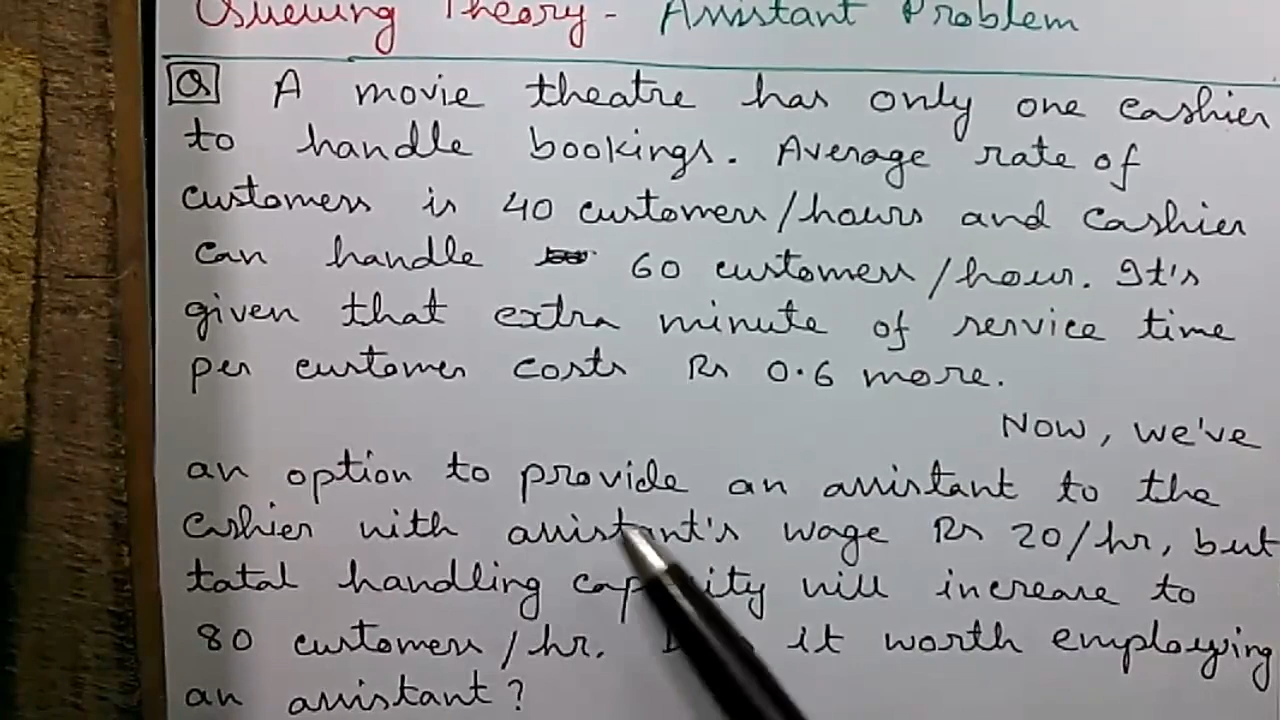 Queuing Theory - Assistant Problem
Q A movie theatre has only one cashier
to handle bookings. Average rate of
customers is 40 customers/hours and cashier
can handle 60 customers/hour. It's
given that extra minute of service time
per customer costs Rs 0.6 more.
Now, we've
an option to provide an assistant to the
cashier with assistant's wage Rs 20/hr, but
total handling capacity will increase to
80 customers/hr. it worth employing
an assistant?